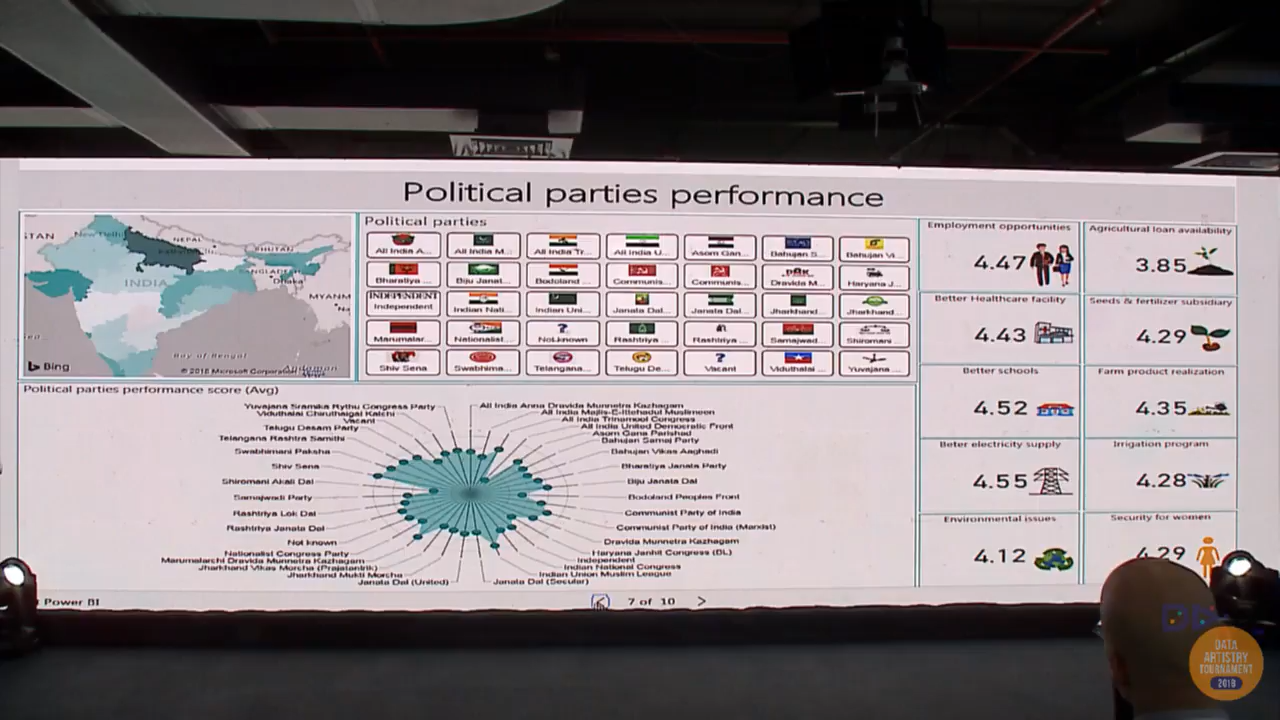 Political parties performance
TAN
New Delhi
NEPAL
BHUTAN
INDIA
BANGLADESH
Dhaka
MYANM
Na
Bay of Bengal
Andaman
Bing
© 2018 Microsoft Corporation
Political parties
All India A...
All India M...
All India Tr...
All India U...
Asom Gan...
Bahujan S...
Bahujan Vi...
Bharatiya ...
Biju Janat...
Bodoland ...
Communis...
Communis...
Dravida M...
Haryana J...
INDEPENDENT
Independent
Indian Nati...
Indian Uni...
Janata Dal...
Janata Dal...
Jharkhand...
Jharkhand...
Marumalar...
Nationalist...
?
Not known
Rashtriya ...
Rashtriya ...
Samajwad...
Shiromani ...
Shiv Sena
Swabhima...
Telangana...
Telugu De...
?
Vacant
Viduthalai ...
Yuvajana ...
Political parties performance score (Avg)
Yuvajana Sramika Rythu Congress Party
Viduthalai Chiruthaigal Katchi
Vacant
Telugu Desam Party
Telangana Rashtra Samithi
Swabhimani Paksha
Shiv Sena
Shiromani Akali Dal
Samajwadi Party
Rashtriya Lok Dal
Rashtriya Janata Dal
Not known
Nationalist Congress Party
Marumalarchi Dravida Munnetra Kazhagam
Jharkhand Vikas Morcha (Prajatantrik)
Jharkhand Mukti Morcha
Janata Dal (United)
All India Anna Dravida Munnetra Kazhagam
All India Majlis-E-Ittehadul Muslimeen
All India Trinamool Congress
All India United Democratic Front
Asom Gana Parishad
Bahujan Samaj Party
Bahujan Vikas Aaghadi
Bharatiya Janata Party
Biju Janata Dal
Bodoland Peoples Front
Communist Party of India
Communist Party of India (Marxist)
Dravida Munnetra Kazhagam
Haryana Janhit Congress (BL)
Independent
Indian National Congress
Indian Union Muslim League
Janata Dal (Secular)
Employment opportunities
4.47
Better Healthcare facility
4.43
Better schools
4.52
Beter electricity supply
4.55
Environmental issues
4.12
Agricultural loan availability
3.85
Seeds & fertilizer subsidiary
4.29
Farm product realization
4.35
Irrigation program
4.28
Security for women
4.29
Power BI
< 7 of 10 >
DATA
ARTISTRY
TOURNAMENT
2018